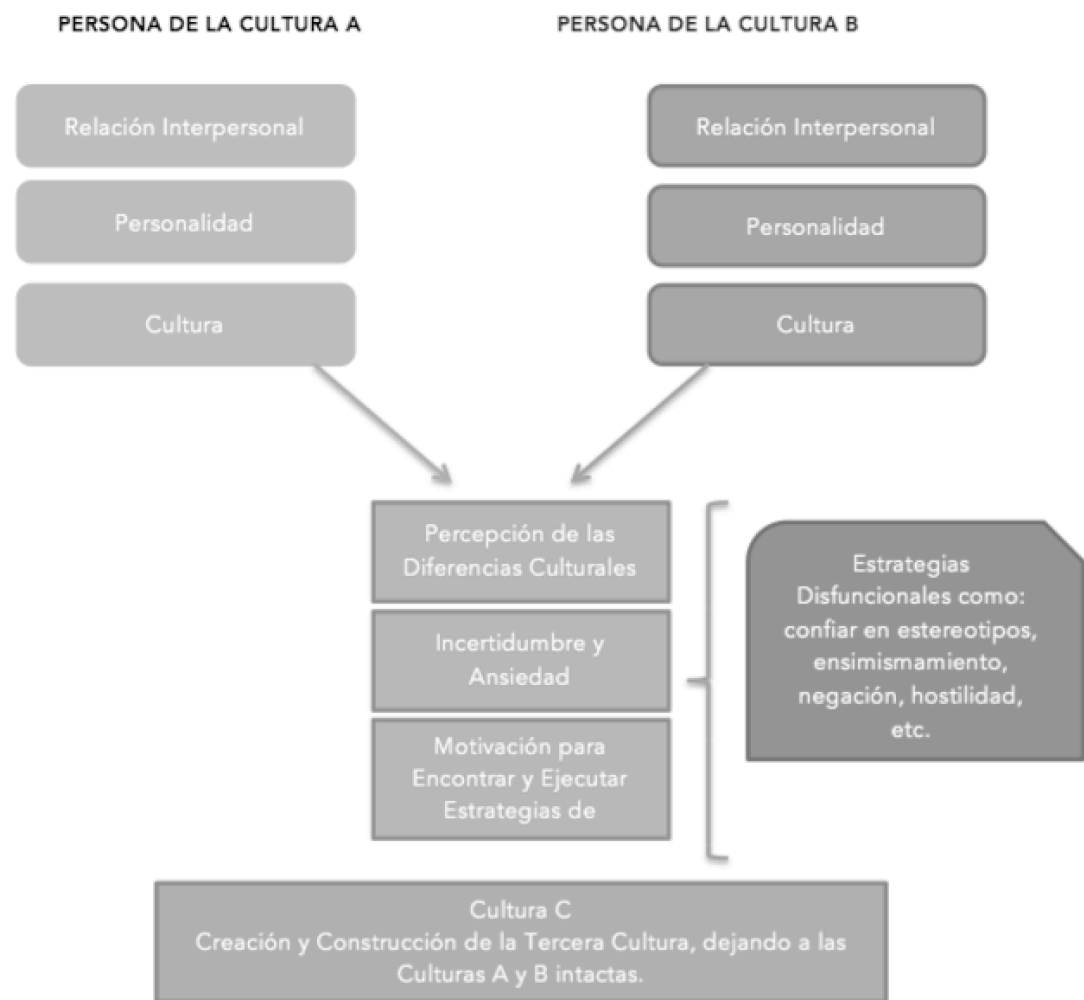 PERSONA DE LA CULTURA A
PERSONA DE LA CULTURA B
Relación Interpersonal
Personalidad
Cultura
Relación Interpersonal
Personalidad
Cultura
Percepción de las
Diferencias Culturales
Incertidumbre y
Ansiedad
Motivación para
Encontrar y Ejecutar
Estrategias de
Estrategias
Disfuncionales como:
confiar en estereotipos,
ensimismamiento,
negación, hostilidad,
etc.
Cultura C
Creación y Construcción de la Tercera Cultura, dejando a las
Culturas A y B intactas.